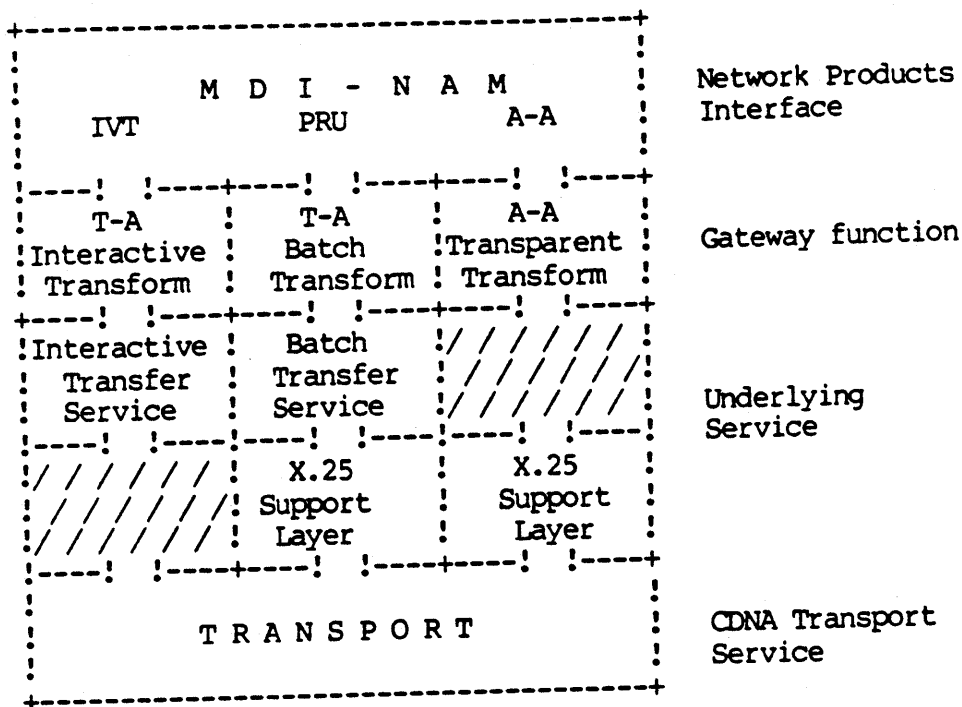 M D I - N A M
IVT PRU A-A
Network Products
Interface
T-A T-A A-A
Interactive Batch Transparent
Transform Transform Transform
Gateway function
Interactive Batch
Transfer Transfer
Service Service
Underlying
Service
X.25 X.25
Support Support
Layer Layer
T R A N S P O R T
CDNA Transport
Service